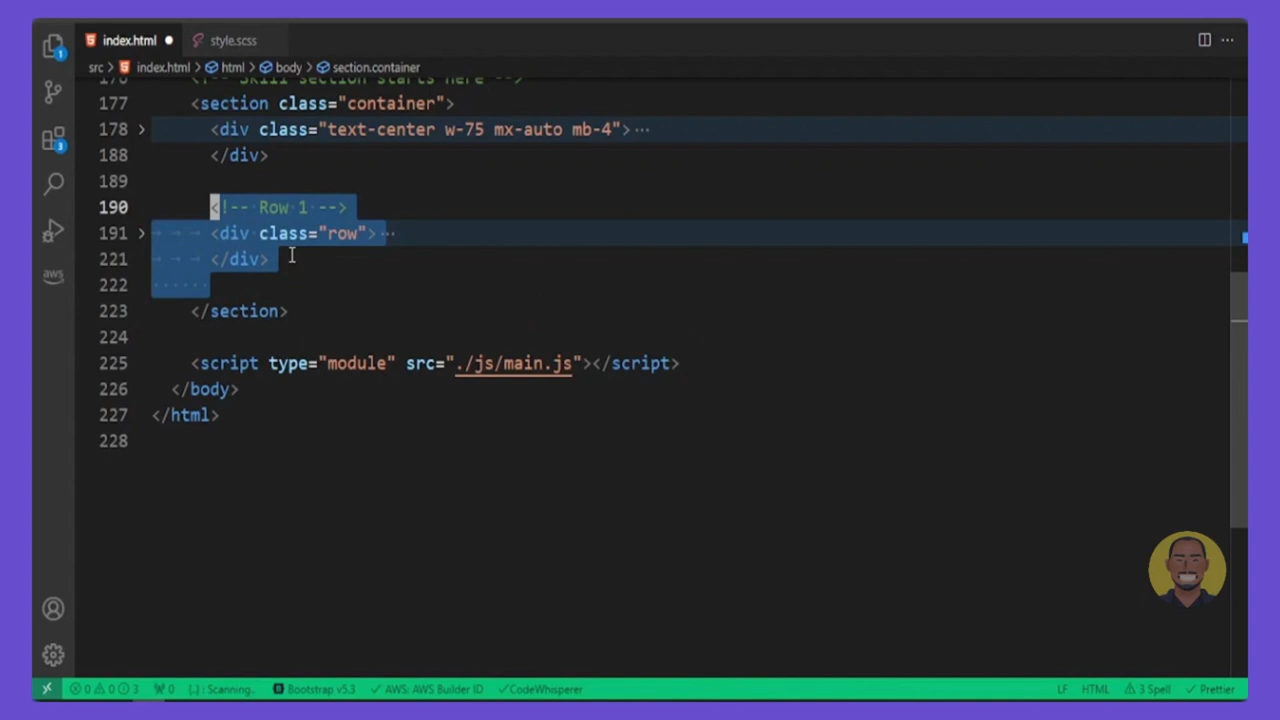 index.html
style.scss
src > index.html > html > body > section.container
176 <!-- Skill section starts here -->
177 <section class="container">
178 <div class="text-center w-75 mx-auto mb-4">···
188 </div>
189
190 <!-- Row 1 -->
191 <div class="row">··
221 </div>
222
223 </section>
224
225 <script type="module" src="./js/main.js"></script>
226 </body>
227 </html>
228
1
3
aws
0 0 3 0 {..} : Scanning.. Bootstrap v5.3 AWS: AWS Builder ID CodeWhisperer LF HTML 3 Spell Prettier